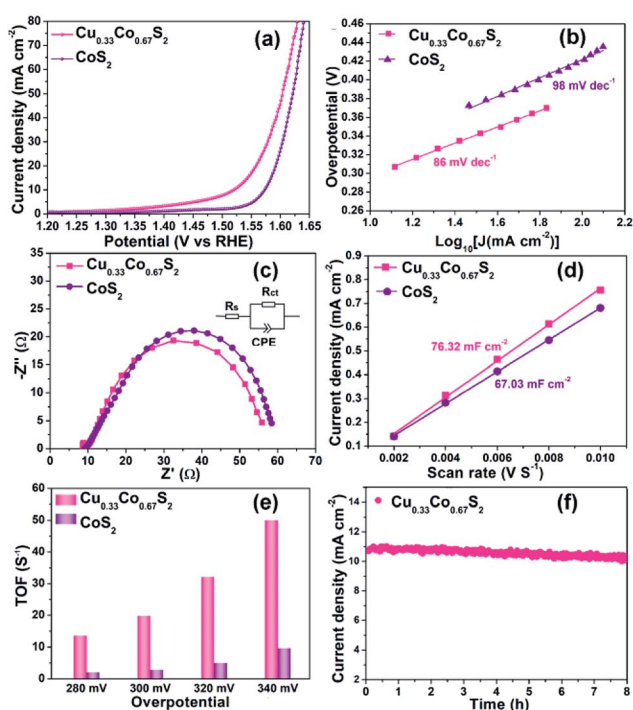 Current density (mA cm⁻²)
80
70
60
50
40
30
20
10
0
Cu₀.₃₃Co₀.₆₇S₂
CoS₂
(a)
1.20 1.25 1.30 1.35 1.40 1.45 1.50 1.55 1.60 1.65
Potential (V vs RHE)
Overpotential (V)
0.46
0.44
0.42
0.40
0.38
0.36
0.34
0.32
0.30
0.28
0.26
Cu₀.₃₃Co₀.₆₇S₂
CoS₂
(b)
98 mV dec⁻¹
86 mV dec⁻¹
1.0 1.2 1.4 1.6 1.8 2.0 2.2
Log₁₀[J(mA cm⁻²)]
-Z'' (Ω)
-35
-30
-25
-20
-15
-10
-5
0
Cu₀.₃₃Co₀.₆₇S₂
CoS₂
(c)
Rs
Rct
CPE
0 10 20 30 40 50 60 70
Z' (Ω)
Current density (mA cm⁻²)
0.9
0.8
0.7
0.6
0.5
0.4
0.3
0.2
0.1
Cu₀.₃₃Co₀.₆₇S₂
CoS₂
(d)
76.32 mF cm⁻²
67.03 mF cm⁻²
0.002 0.004 0.006 0.008 0.010
Scan rate (V S⁻¹)
TOF (S⁻¹)
60
50
40
30
20
10
0
Cu₀.₃₃Co₀.₆₇S₂
CoS₂
(e)
280 mV 300 mV 320 mV 340 mV
Overpotential
Current density (mA cm⁻²)
16
14
12
10
8
6
4
2
Cu₀.₃₃Co₀.₆₇S₂
(f)
0 1 2 3 4 5 6 7 8
Time (h)